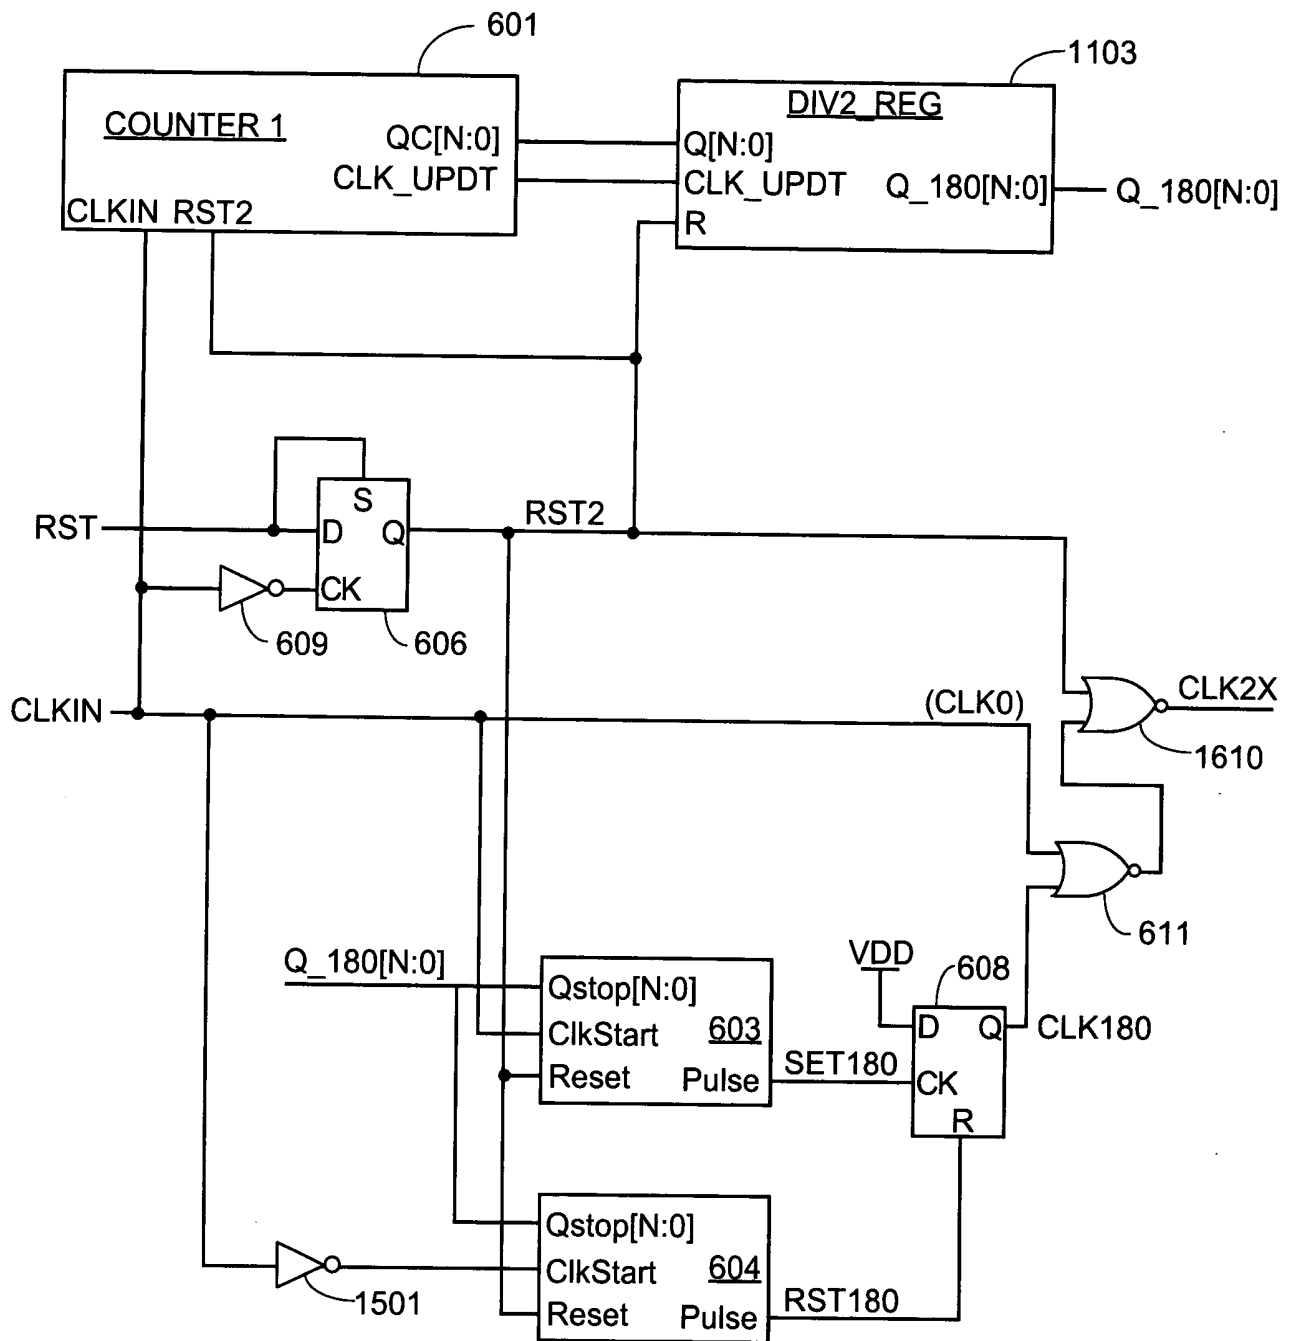 601
1103
COUNTER 1
DIV2_REG
QC[N:0]
Q[N:0]
CLK_UPDT
CLK_UPDT
Q_180[N:0]
Q_180[N:0]
CLKIN RST2
R
S
RST
D
Q
RST2
CK
609
606
CLKIN
(CLK0)
CLK2X
1610
611
Q_180[N:0]
VDD
608
Qstop[N:0]
D
Q
CLK180
ClkStart
603
SET180
CK
Reset
Pulse
R
Qstop[N:0]
ClkStart
604
1501
Reset
Pulse
RST180